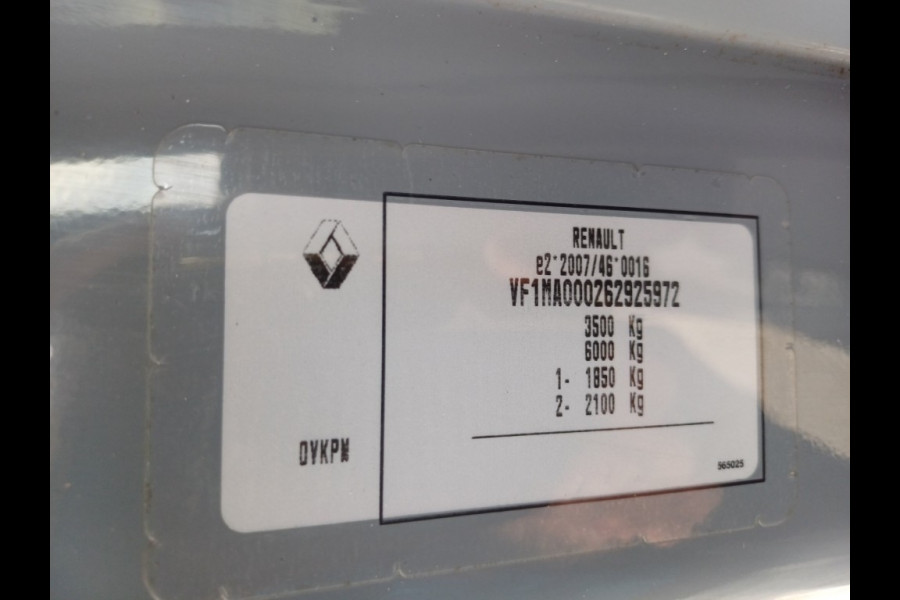 RENAULT
e2*2007/46*0016
VF1MA000262925972
3500 Kg
6000 Kg
1- 1850 Kg
2- 2100 Kg
OVKPN
565025